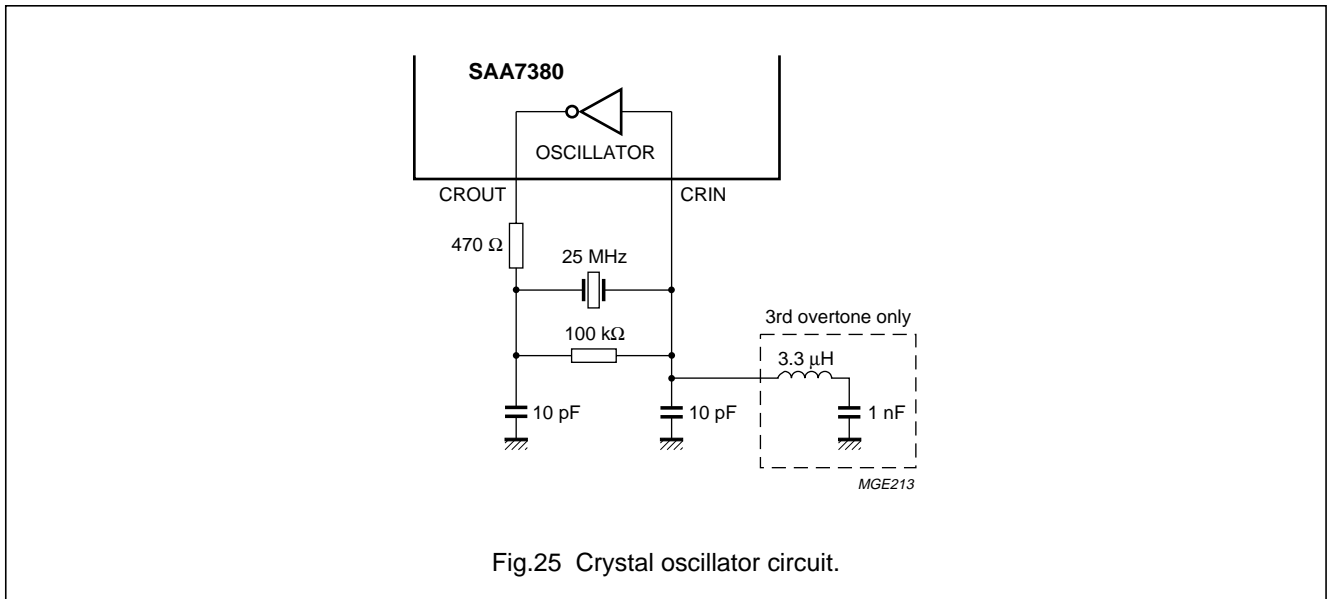 SAA7380
OSCILLATOR
CROUT
CRIN
470 Ω
25 MHz
100 kΩ
3rd overtone only
3.3 μH
10 pF
10 pF
1 nF
MGE213
Fig.25 Crystal oscillator circuit.